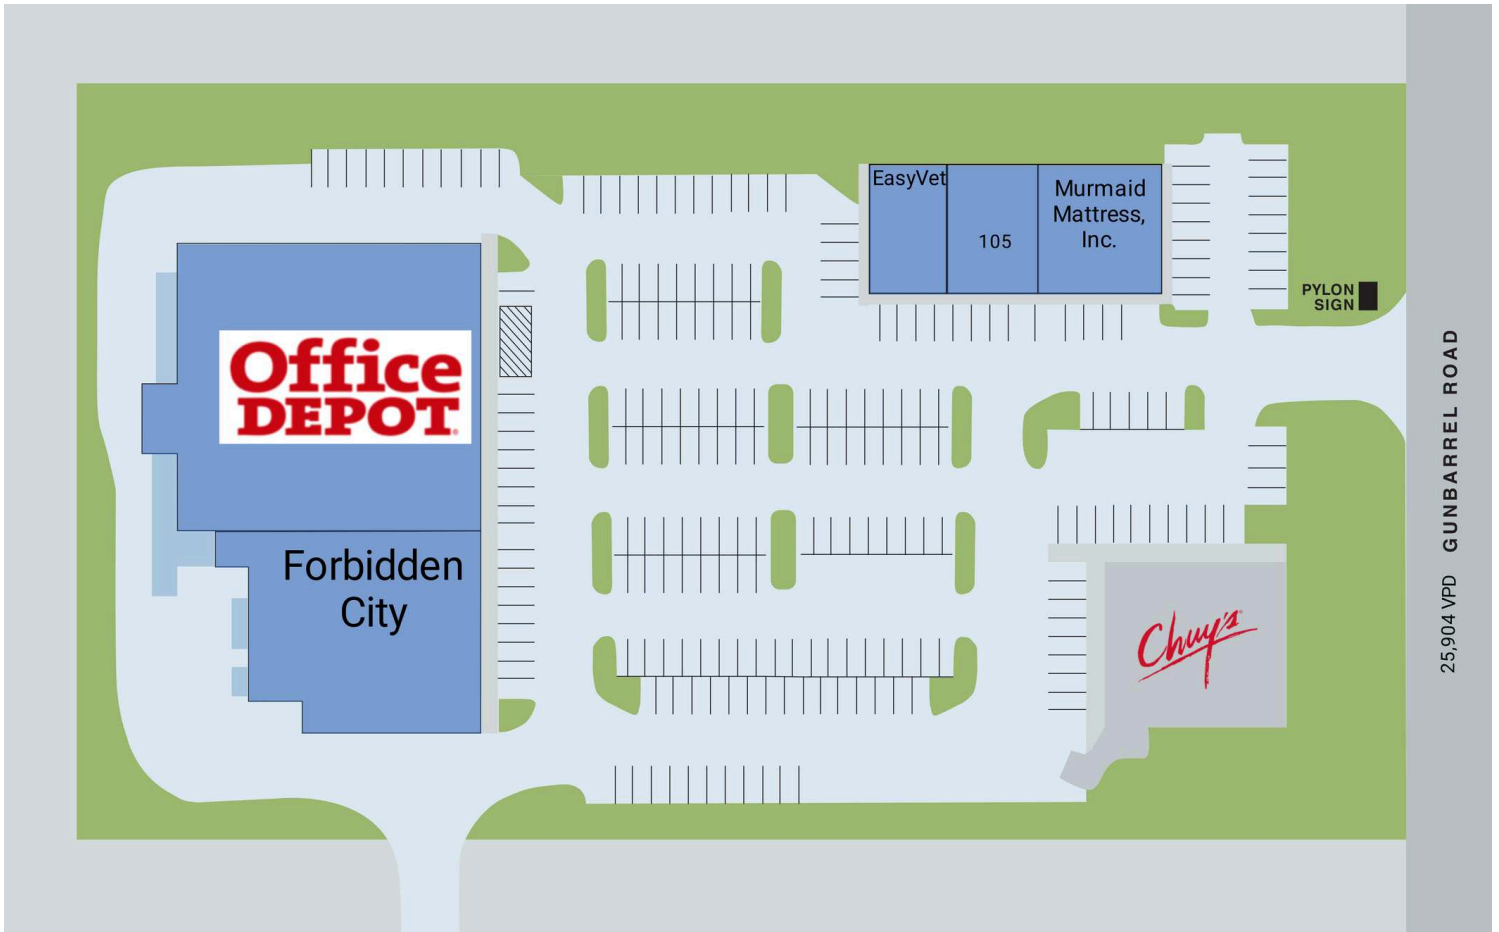 EasyVet
Murmaid
Mattress,
Inc.
105
PYLON
SIGN
Office
DEPOT
Forbidden
City
Chuy's
25,904 VPD GUNBARREL ROAD